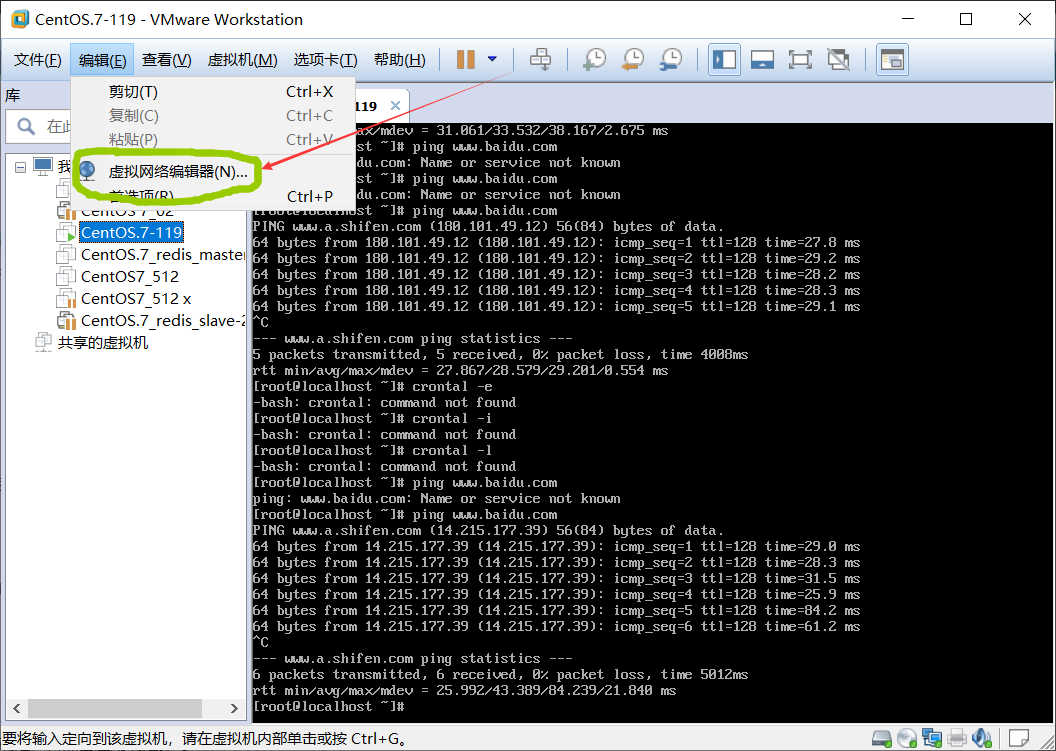 CentOS.7-119 - VMware Workstation
文件(F) 编辑(E) 查看(V) 虚拟机(M) 选项卡(T) 帮助(H)
库
在此
剪切(T) Ctrl+X
复制(C) Ctrl+C
粘贴(P) Ctrl+V
虚拟网络编辑器(N)...
首选项(R) Ctrl+P
我
CentOS 7_02
CentOS.7-119
CentOS.7_redis_master
CentOS7_512
CentOS7_512 x
CentOS.7_redis_slave-2
共享的虚拟机
119
ax/mdev = 31.061/33.532/38.167/2.675 ms
host ~]# ping www.baidu.com
idu.com: Name or service not known
host ~]# ping www.baidu.com
idu.com: Name or service not known
[root@localhost ~]# ping www.baidu.com
PING www.a.shifen.com (180.101.49.12) 56(84) bytes of data.
64 bytes from 180.101.49.12 (180.101.49.12): icmp_seq=1 ttl=128 time=27.8 ms
64 bytes from 180.101.49.12 (180.101.49.12): icmp_seq=2 ttl=128 time=29.2 ms
64 bytes from 180.101.49.12 (180.101.49.12): icmp_seq=3 ttl=128 time=28.2 ms
64 bytes from 180.101.49.12 (180.101.49.12): icmp_seq=4 ttl=128 time=28.3 ms
64 bytes from 180.101.49.12 (180.101.49.12): icmp_seq=5 ttl=128 time=29.1 ms
^C
--- www.a.shifen.com ping statistics ---
5 packets transmitted, 5 received, 0% packet loss, time 4008ms
rtt min/avg/max/mdev = 27.867/28.579/29.201/0.554 ms
[root@localhost ~]# crontal -e
-bash: crontal: command not found
[root@localhost ~]# crontal -i
-bash: crontal: command not found
[root@localhost ~]# crontal -l
-bash: crontal: command not found
[root@localhost ~]# ping www.baidu.com
ping: www.baidu.com: Name or service not known
[root@localhost ~]# ping www.baidu.com
PING www.a.shifen.com (14.215.177.39) 56(84) bytes of data.
64 bytes from 14.215.177.39 (14.215.177.39): icmp_seq=1 ttl=128 time=29.0 ms
64 bytes from 14.215.177.39 (14.215.177.39): icmp_seq=2 ttl=128 time=28.3 ms
64 bytes from 14.215.177.39 (14.215.177.39): icmp_seq=3 ttl=128 time=31.5 ms
64 bytes from 14.215.177.39 (14.215.177.39): icmp_seq=4 ttl=128 time=25.9 ms
64 bytes from 14.215.177.39 (14.215.177.39): icmp_seq=5 ttl=128 time=84.2 ms
64 bytes from 14.215.177.39 (14.215.177.39): icmp_seq=6 ttl=128 time=61.2 ms
^C
--- www.a.shifen.com ping statistics ---
6 packets transmitted, 6 received, 0% packet loss, time 5012ms
rtt min/avg/max/mdev = 25.992/43.389/84.239/21.840 ms
[root@localhost ~]#
要将输入定向到该虚拟机，请在虚拟机内部单击或按 Ctrl+G。